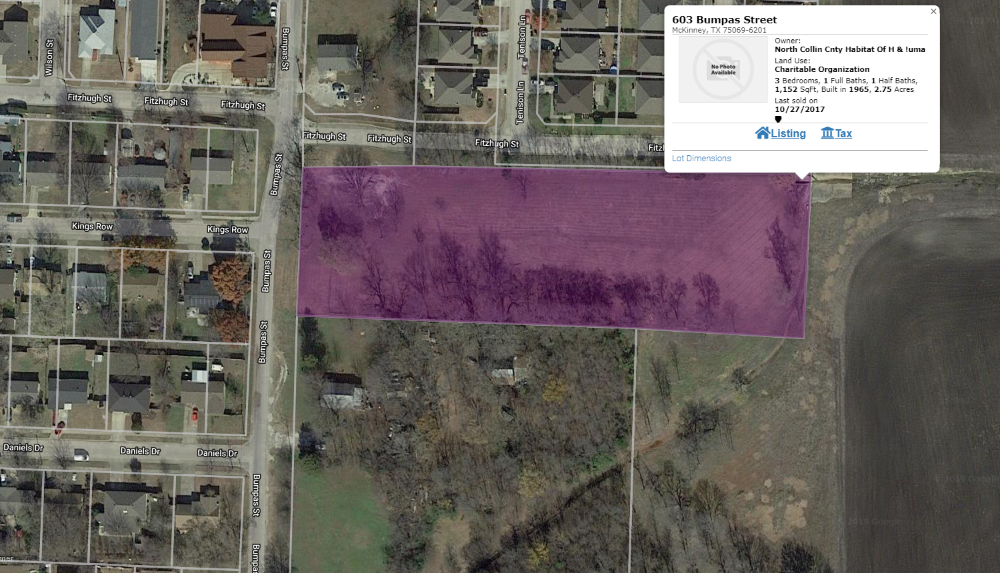 603 Bumpas Street
McKinney, TX 75069-6201
No Photo
Available
Owner:
North Collin Cnty Habitat Of H & !uma
Land Use:
Charitable Organization
3 Bedrooms, 1 Full Baths, 1 Half Baths,
1,152 SqFt, Built in 1965, 2.75 Acres
Last sold on
10/27/2017
Listing Tax
Lot Dimensions
Wilson St
Bumpas St
Tenison Ln
Tenison Ln
Fitzhugh St
Fitzhugh St
Fitzhugh St
Fitzhugh St
Fitzhugh St
Fitzhugh St
Fitzh
Bumpas St
Kings Row
Kings Row
Bumpas St
Bumpas St
Daniels Dr
Daniels Dr
Daniels Dr
Bumpas St
Bumpas
2019 Google